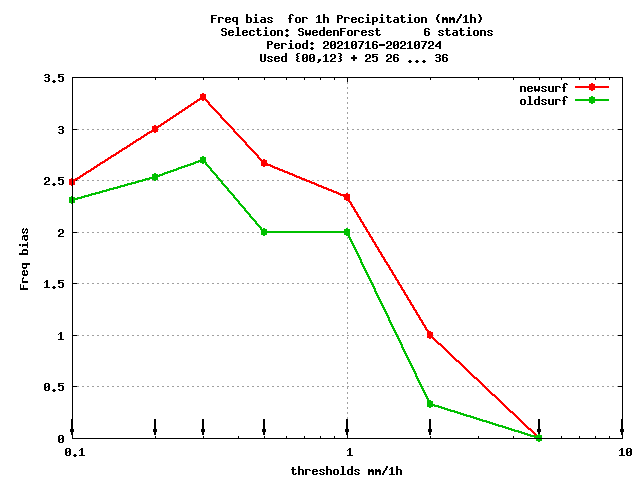 Freq bias  for 1h Precipitation (mm/1h)
Selection: SwedenForest      6 stations
Period: 20210716-20210724
Used {00,12} + 25 26 ... 36
newsurf
oldsurf
3.5
3
2.5
2
1.5
1
0.5
0
Freq bias
0.1
1
10
thresholds mm/1h